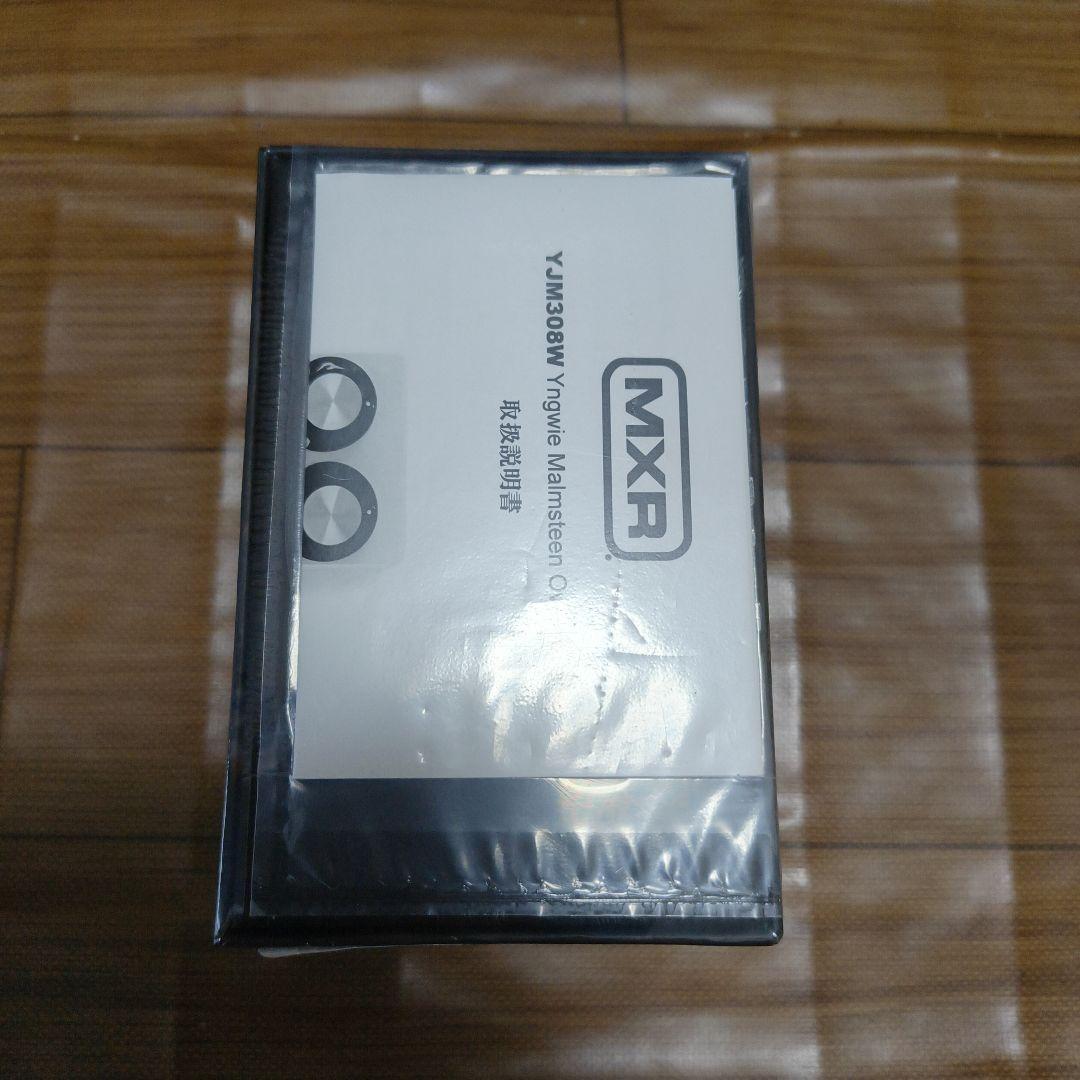 MXR
YJM308W Yngwie Malmsteen
取扱説明書